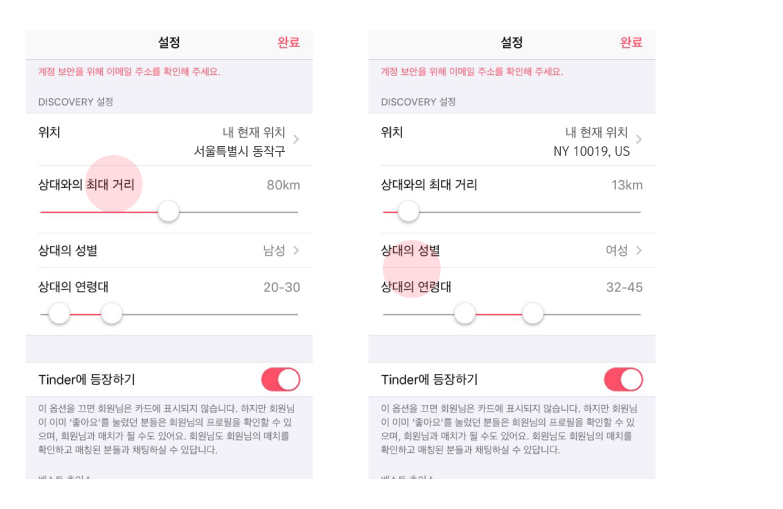 설정
완료
계정 보안을 위해 이메일 주소를 확인해 주세요.
DISCOVERY 설정
위치
내 현재 위치
서울특별시 동작구
상대와의 최대 거리
80km
상대의 성별
남성
상대의 연령대
20-30
Tinder에 등장하기
이 옵션을 끄면 회원님은 카드에 표시되지 않습니다. 하지만 회원님
이 이미 '좋아요'를 눌렀던 분들은 회원님의 프로필을 확인할 수 있
으며, 회원님과 매치가 될 수도 있어요. 회원님도 회원님의 매치를
확인하고 매칭된 분들과 채팅하실 수 있답니다.
설정
완료
계정 보안을 위해 이메일 주소를 확인해 주세요.
DISCOVERY 설정
위치
내 현재 위치
NY 10019, US
상대와의 최대 거리
13km
상대의 성별
여성
상대의 연령대
32-45
Tinder에 등장하기
이 옵션을 끄면 회원님은 카드에 표시되지 않습니다. 하지만 회원님
이 이미 '좋아요'를 눌렀던 분들은 회원님의 프로필을 확인할 수 있
으며, 회원님과 매치가 될 수도 있어요. 회원님도 회원님의 매치를
확인하고 매칭된 분들과 채팅하실 수 있답니다.